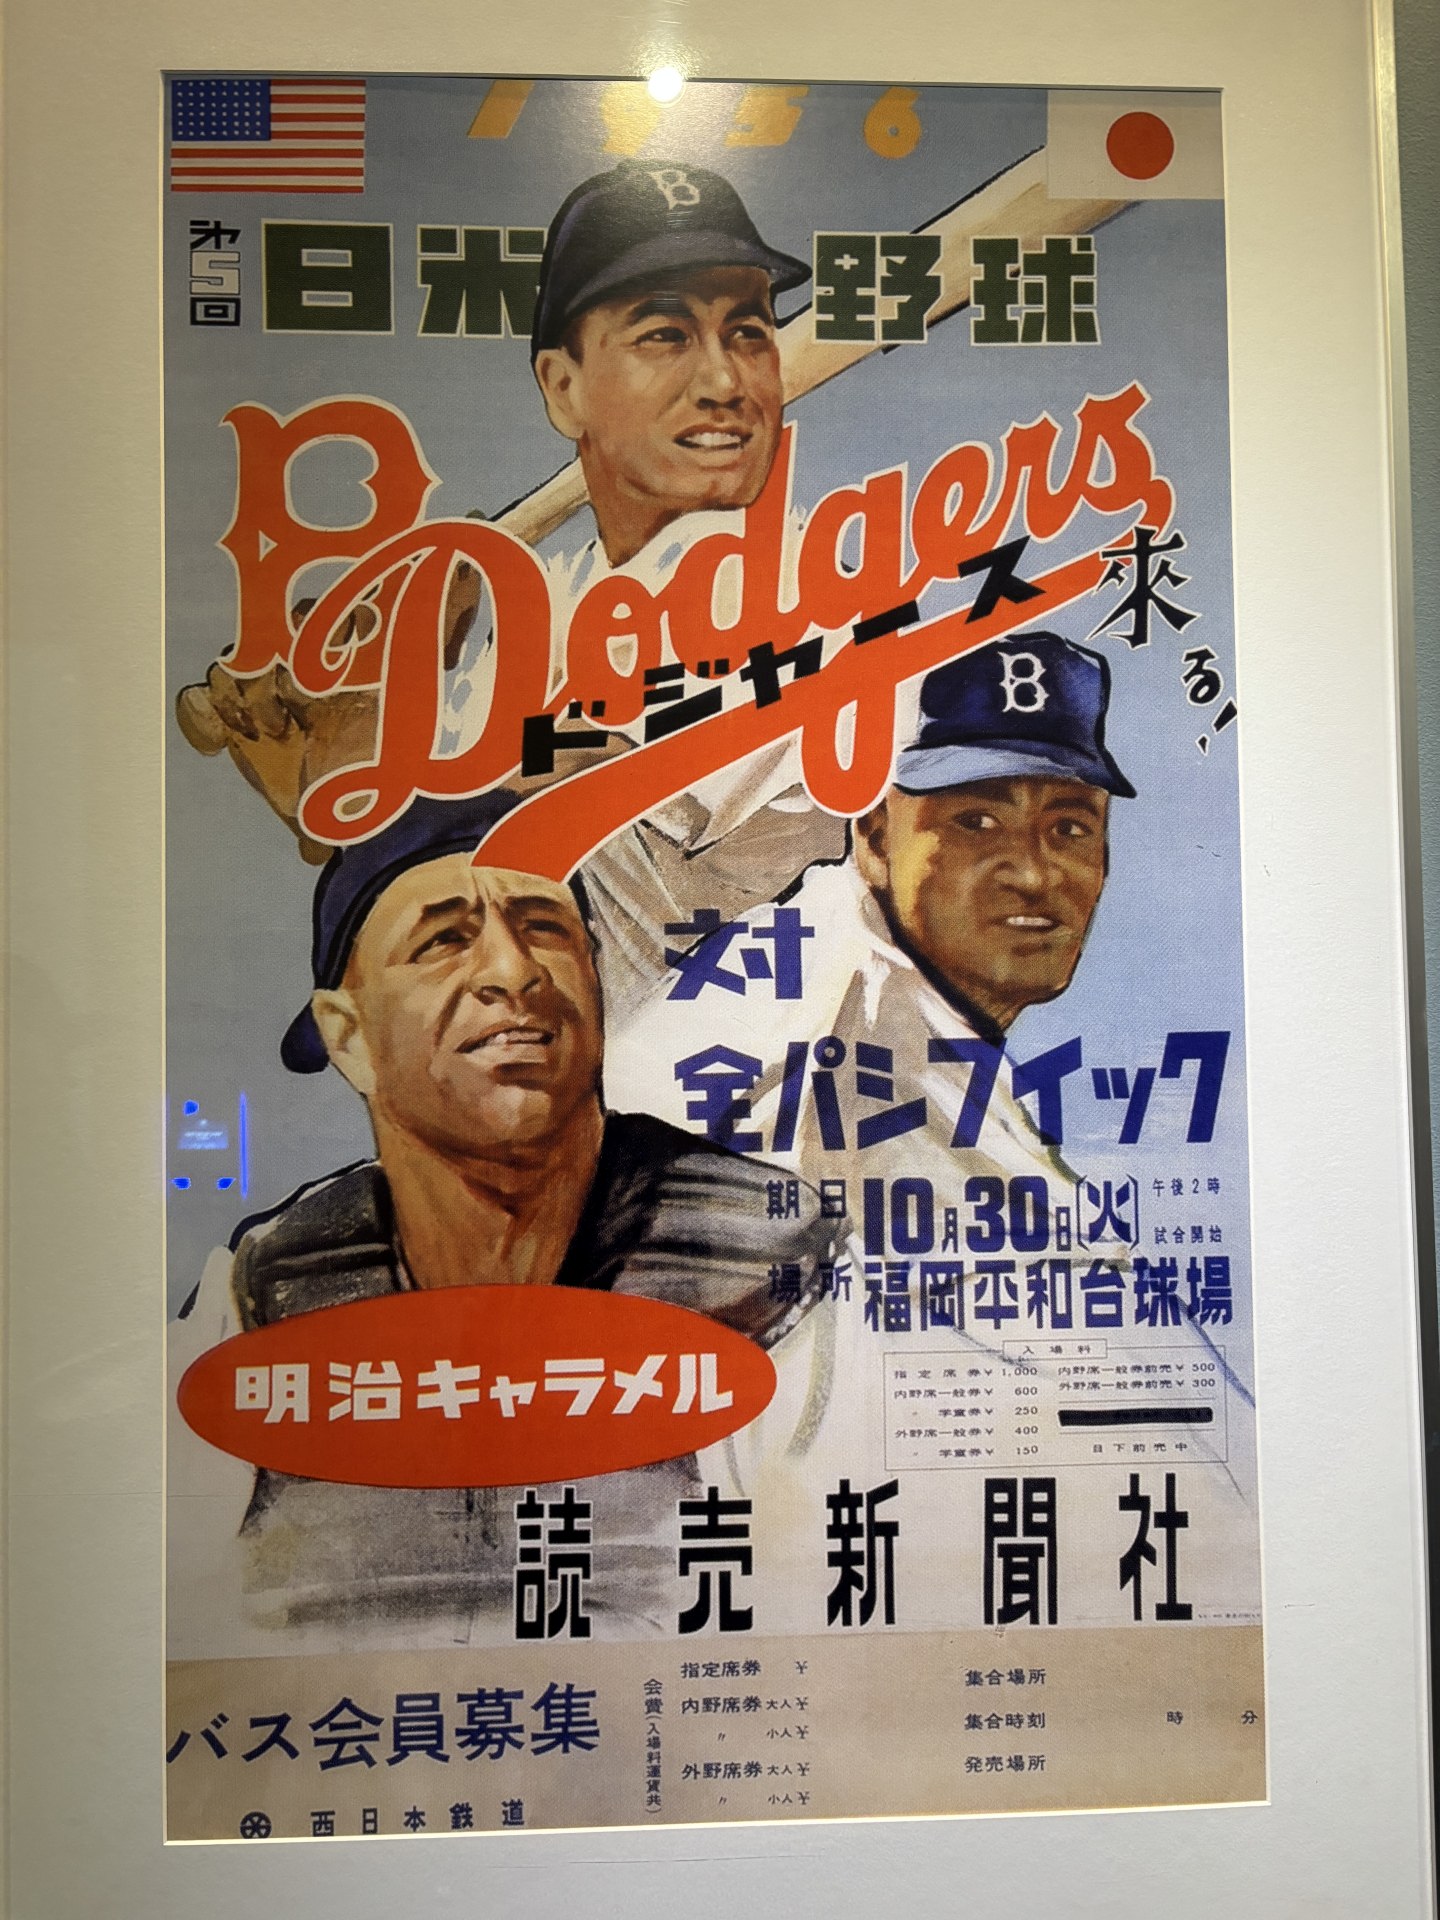 1956
第5回
日米野球
B
B
Dodgers
ドジャース
來る!
B
対
全パシフイック
期日 10月30日(火) 午後2時
試合開始
場所 福岡平和台球場
入場料
指定席券¥1,000
内野席一般券¥600
〃 学童券¥250
外野席一般券¥400
〃 学童券¥150
内野席一般券前売¥500
外野席一般券前売¥300
目下前売中
明治キャラメル
読売新聞社
バス会員募集
西日本鉄道
会費(入場料運賃共)
指定席券 ¥
内野席券 大人¥
〃 小人¥
外野席券 大人¥
〃 小人¥
集合場所
集合時刻 時 分
発売場所